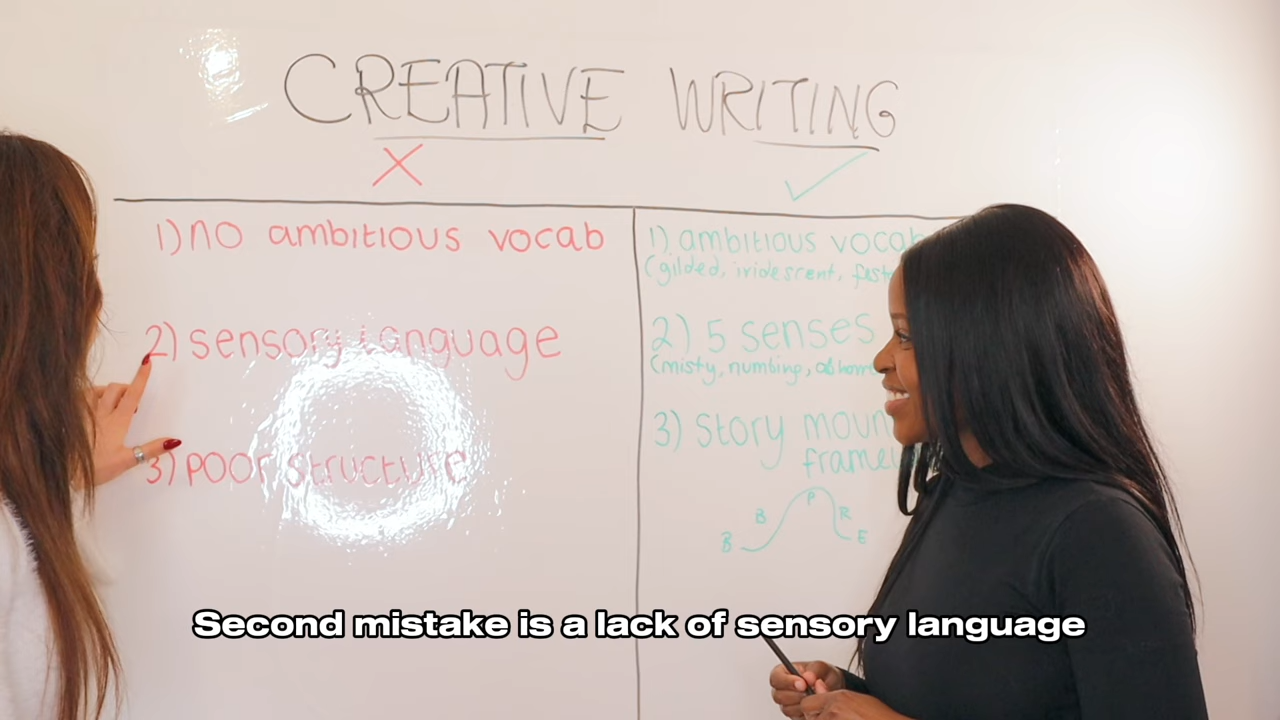 CREATIVE WRITING
1) no ambitious vocab
2) sensory language
3) poor structure
1) ambitious vocab
(gilded, iridescent,
2) 5 senses
(misty, numbing,
3) story
P
B R
B E
Second mistake is a lack of sensory language